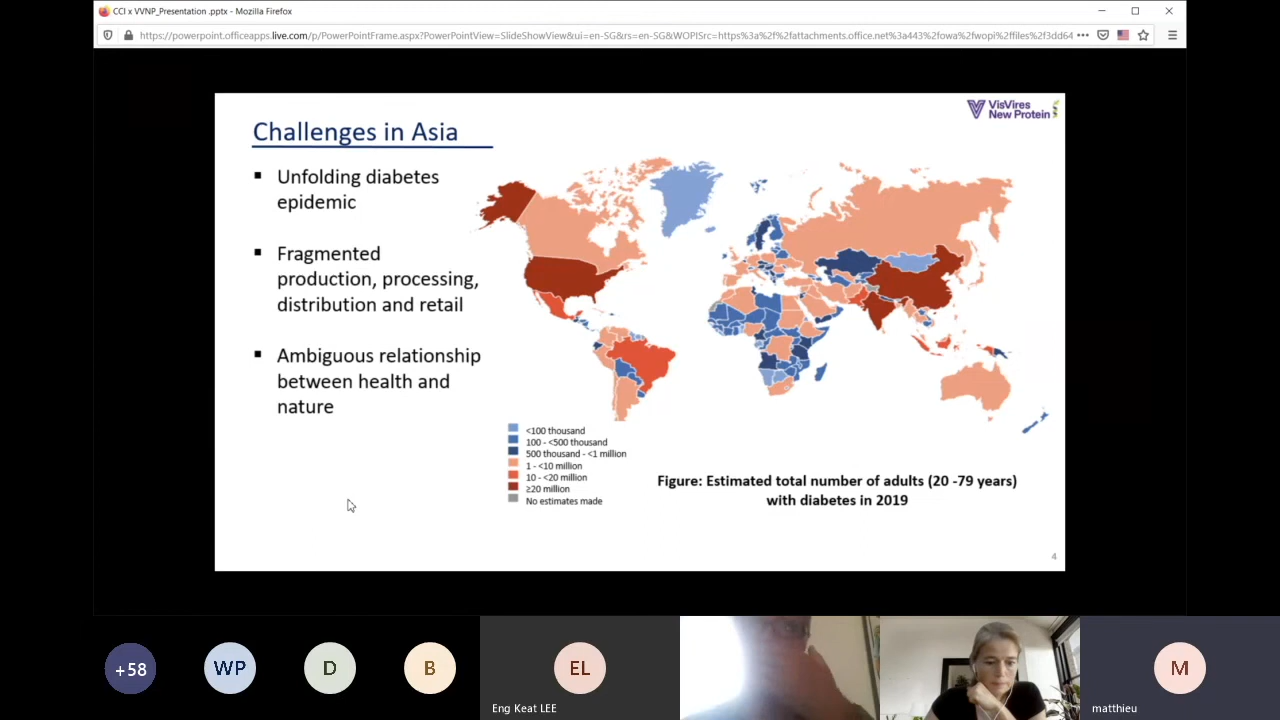 CCI x VVNP_Presentation .pptx - Mozilla Firefox
https://powerpoint.officeapps.live.com/p/PowerPointFrame.aspx?PowerPointView=SlideShowView&ui=en-SG&rs=en-SG&WOPISrc=https%3a%2f%2fattachments.office.net%3a443%2fowa%2fwopi%2ffiles%2f3dd64
VisVires
New Protein
Challenges in Asia
Unfolding diabetes
epidemic
Fragmented
production, processing,
distribution and retail
Ambiguous relationship
between health and
nature
<100 thousand
100 - <500 thousand
500 thousand - <1 million
1 - <10 million
10 - <20 million
≥20 million
No estimates made
Figure: Estimated total number of adults (20 -79 years)
with diabetes in 2019
4
+58
WP
D
B
EL
M
Eng Keat LEE
matthieu